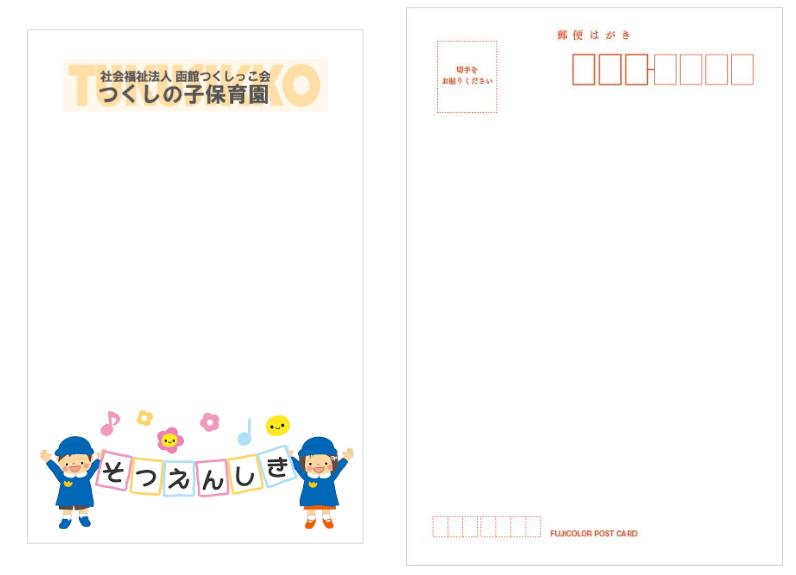 TUKUSIKKO
社会福祉法人 函館つくしっこ会
つくしの子保育園
そつえんしき
郵便はがき
切手を
お貼りください
FUJICOLOR POST CARD